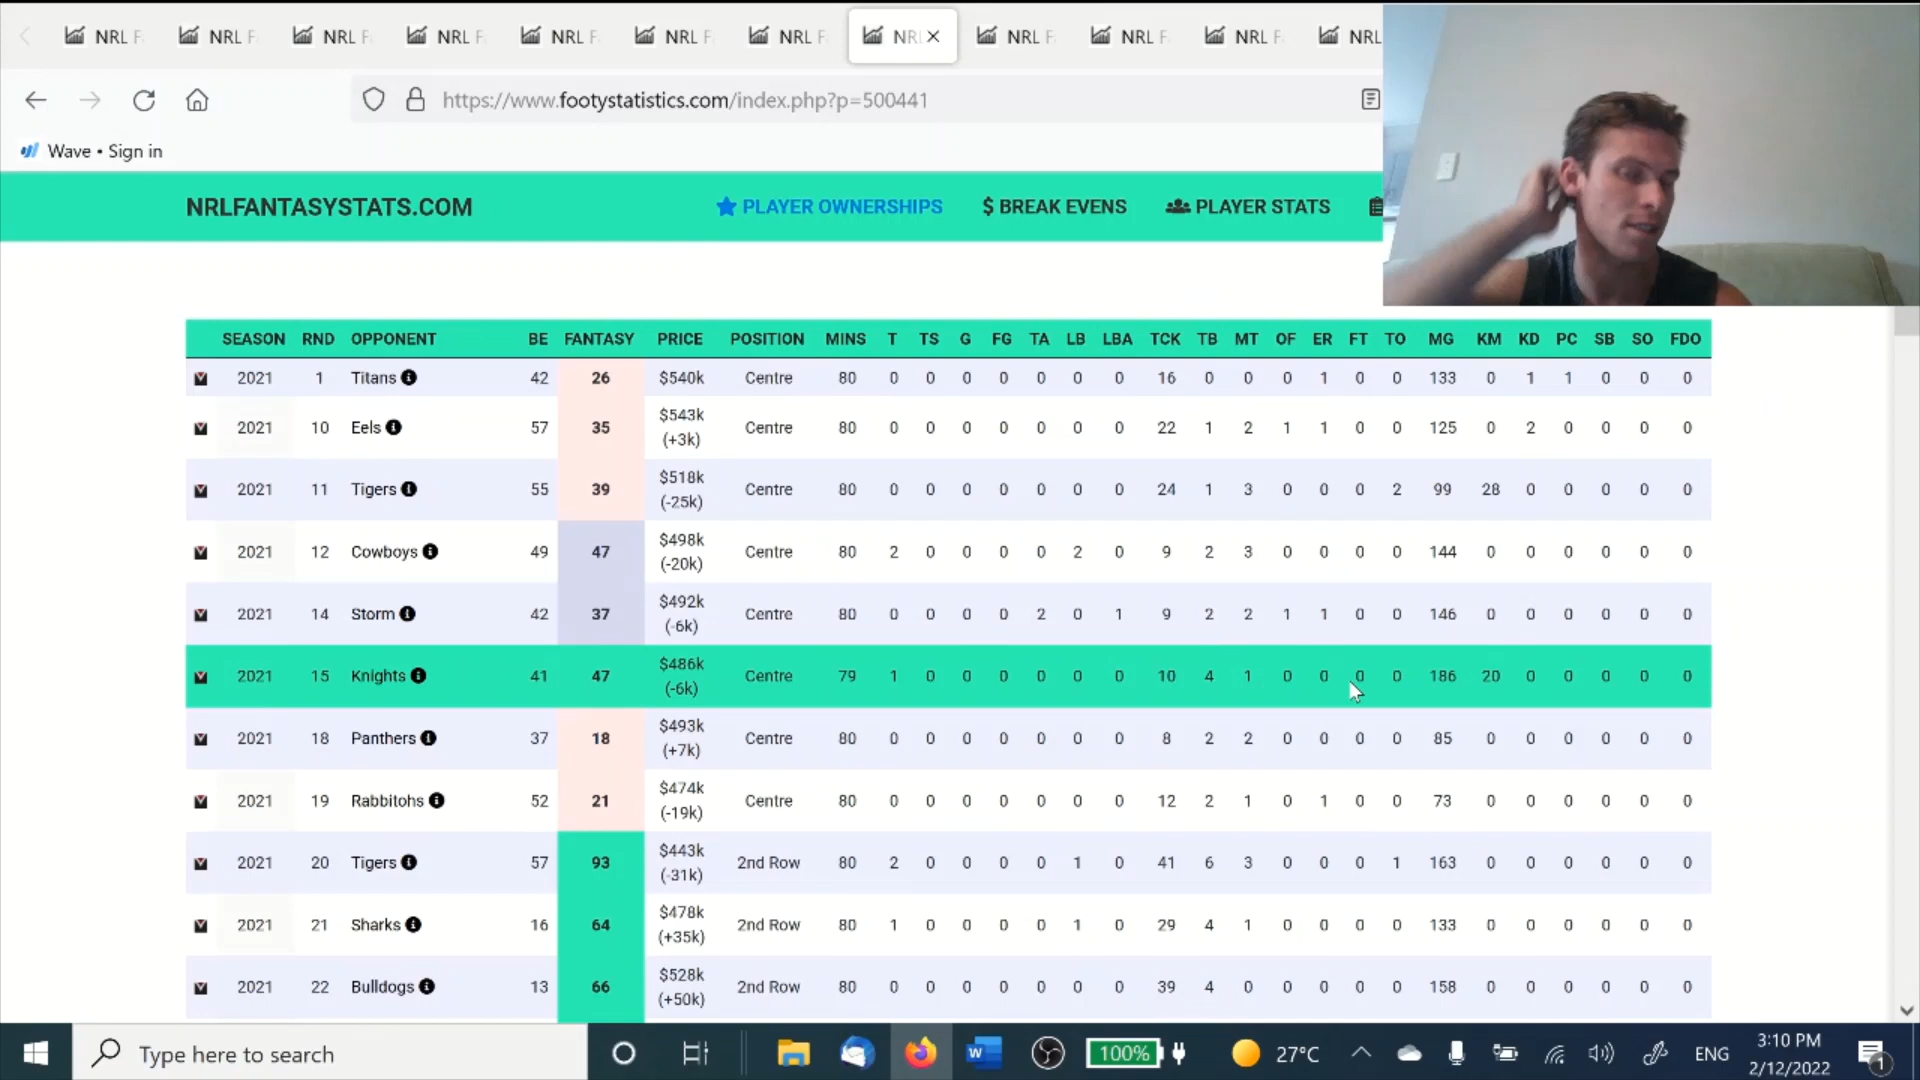 NRL F NRL F NRL F NRL F NRL F NRL F NRL F NRL NRL F NRL F NRL F NRL
https://www.footystatistics.com/index.php?p=500441
Wave • Sign in
NRLFANTASYSTATS.COM PLAYER OWNERSHIPS $ BREAK EVENS PLAYER STATS
SEASON RND OPPONENT BE FANTASY PRICE POSITION MINS T TS G FG TA LB LBA TCK TB MT OF ER FT TO MG KM KD PC SB SO FDO
2021 1 Titans 42 26 $540k Centre 80 0 0 0 0 0 0 0 16 0 0 0 1 0 0 133 0 1 1 0 0 0
2021 10 Eels 57 35 $543k (+3k) Centre 80 0 0 0 0 0 0 0 22 1 2 1 1 0 0 125 0 2 0 0 0 0
2021 11 Tigers 55 39 $518k (-25k) Centre 80 0 0 0 0 0 0 0 24 1 3 0 0 0 2 99 28 0 0 0 0 0
2021 12 Cowboys 49 47 $498k (-20k) Centre 80 2 0 0 0 0 2 0 9 2 3 0 0 0 0 144 0 0 0 0 0 0
2021 14 Storm 42 37 $492k (-6k) Centre 80 0 0 0 0 2 0 1 9 2 2 1 1 0 0 146 0 0 0 0 0 0
2021 15 Knights 41 47 $486k (-6k) Centre 79 1 0 0 0 0 0 0 10 4 1 0 0 0 0 186 20 0 0 0 0 0
2021 18 Panthers 37 18 $493k (+7k) Centre 80 0 0 0 0 0 0 0 8 2 2 0 0 0 0 85 0 0 0 0 0 0
2021 19 Rabbitohs 52 21 $474k (-19k) Centre 80 0 0 0 0 0 0 0 12 2 1 0 1 0 0 73 0 0 0 0 0 0
2021 20 Tigers 57 93 $443k (-31k) 2nd Row 80 2 0 0 0 0 1 0 41 6 3 0 0 0 1 163 0 0 0 0 0 0
2021 21 Sharks 16 64 $478k (+35k) 2nd Row 80 1 0 0 0 0 1 0 29 4 1 0 0 0 0 133 0 0 0 0 0 0
2021 22 Bulldogs 13 66 $528k (+50k) 2nd Row 80 0 0 0 0 0 0 0 39 4 0 0 0 0 0 158 0 0 0 0 0 0
Type here to search 100% 27°C ENG 3:10 PM
2/12/2022 1